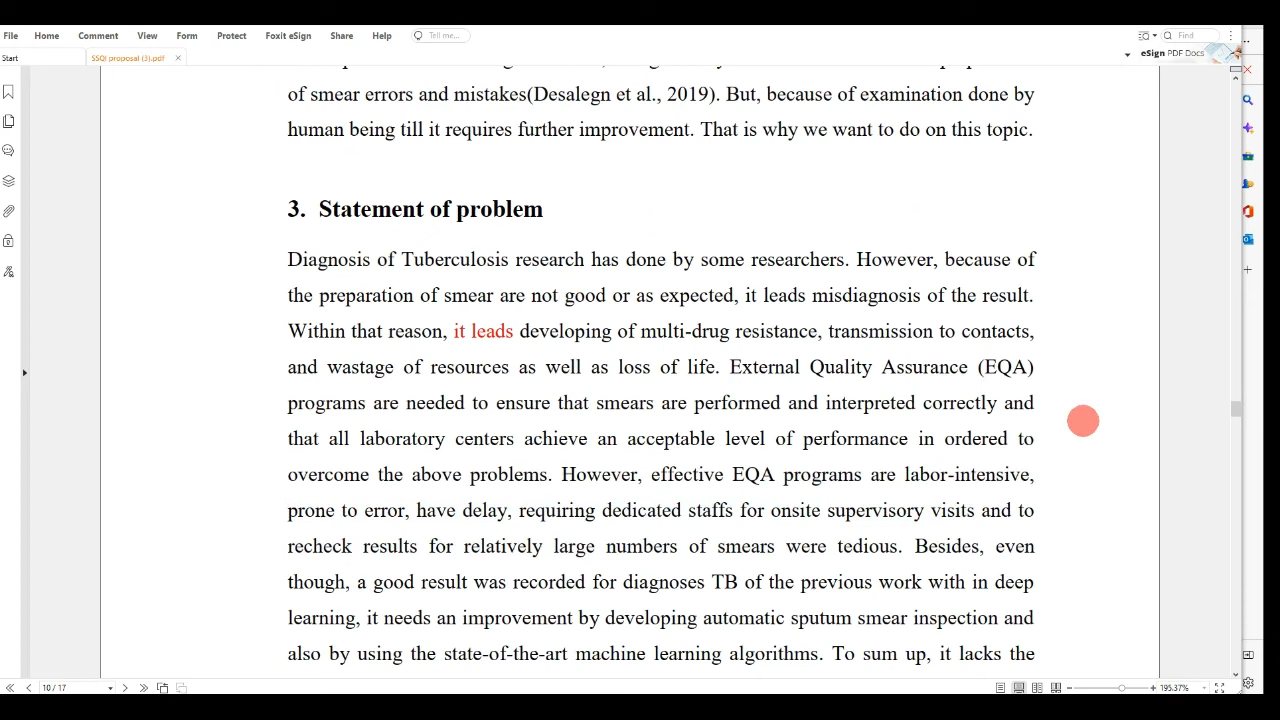 File Home Comment View Form Protect Foxit eSign Share Help Tell me... Find
Start SSQI proposal (3).pdf eSign PDF Docs
of smear errors and mistakes(Desalegn et al., 2019). But, because of examination done by
human being till it requires further improvement. That is why we want to do on this topic.
3. Statement of problem
Diagnosis of Tuberculosis research has done by some researchers. However, because of
the preparation of smear are not good or as expected, it leads misdiagnosis of the result.
Within that reason, it leads developing of multi-drug resistance, transmission to contacts,
and wastage of resources as well as loss of life. External Quality Assurance (EQA)
programs are needed to ensure that smears are performed and interpreted correctly and
that all laboratory centers achieve an acceptable level of performance in ordered to
overcome the above problems. However, effective EQA programs are labor-intensive,
prone to error, have delay, requiring dedicated staffs for onsite supervisory visits and to
recheck results for relatively large numbers of smears were tedious. Besides, even
though, a good result was recorded for diagnoses TB of the previous work with in deep
learning, it needs an improvement by developing automatic sputum smear inspection and
also by using the state-of-the-art machine learning algorithms. To sum up, it lacks the
10 / 17 195.37%